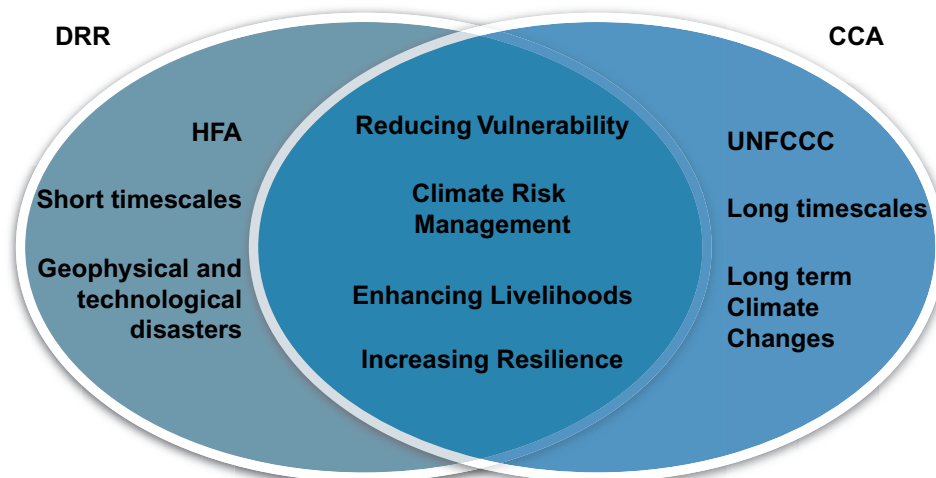 DRR
CCA
HFA
Short timescales
Geophysical and
technological
disasters
Reducing Vulnerability
Climate Risk
Management
Enhancing Livelihoods
Increasing Resilience
UNFCCC
Long timescales
Long term
Climate
Changes